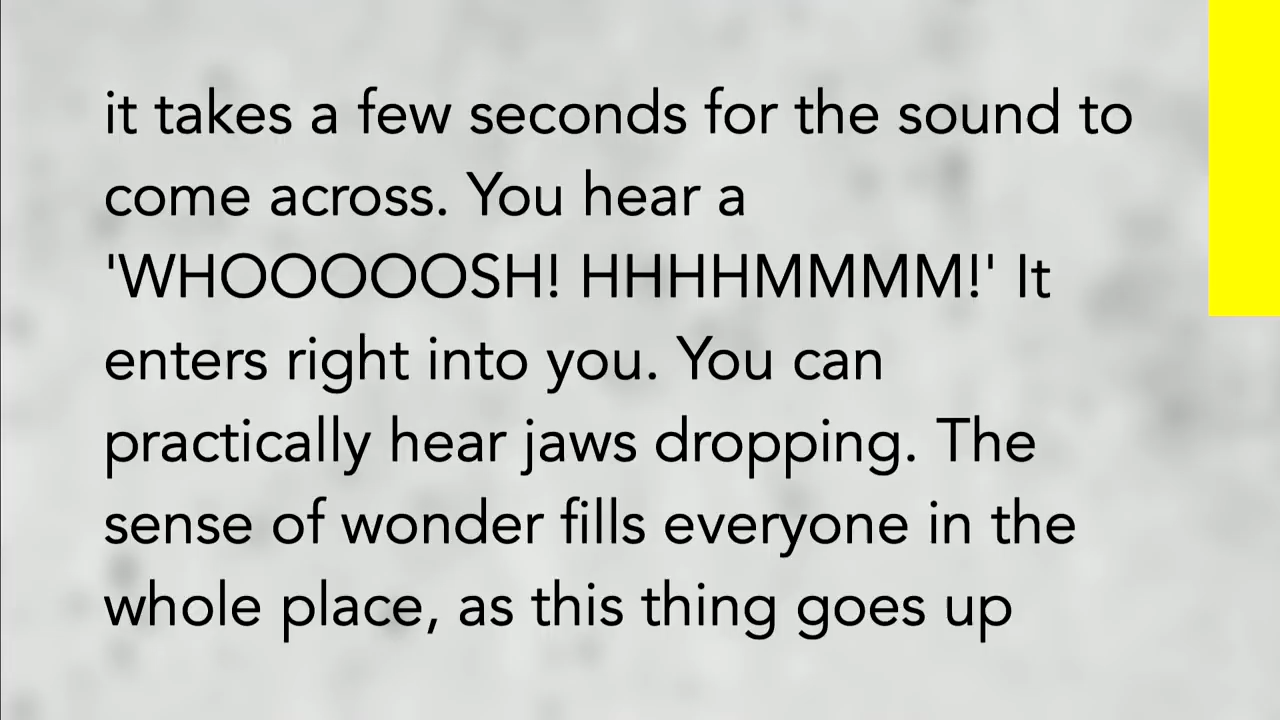 it takes a few seconds for the sound to
come across. You hear a
'WHOOOOOSH! HHHHMMMM!' It
enters right into you. You can
practically hear jaws dropping. The
sense of wonder fills everyone in the
whole place, as this thing goes up